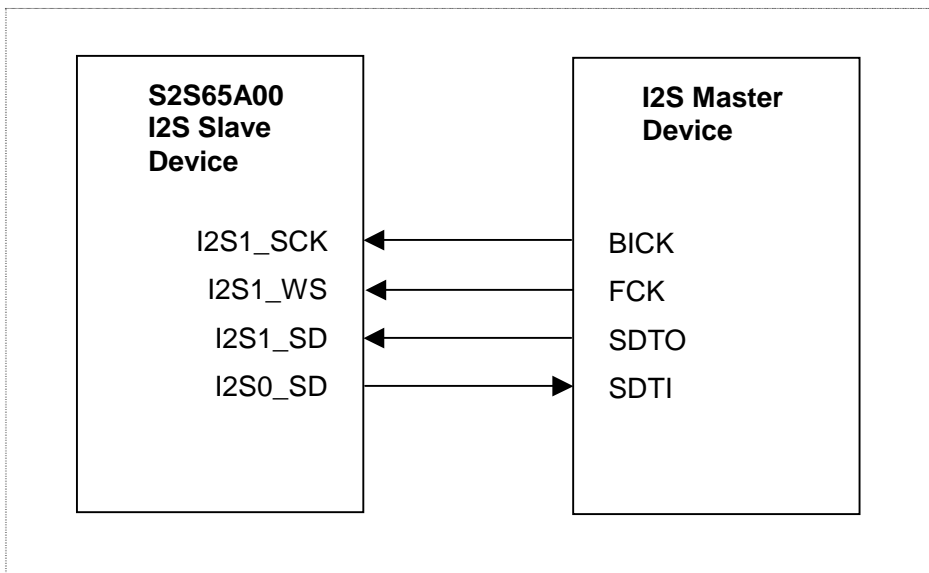 S2S65A00
I2S Slave
Device
I2S1_SCK
I2S1_WS
I2S1_SD
I2S0_SD
I2S Master
Device
BICK
FCK
SDTO
SDTI